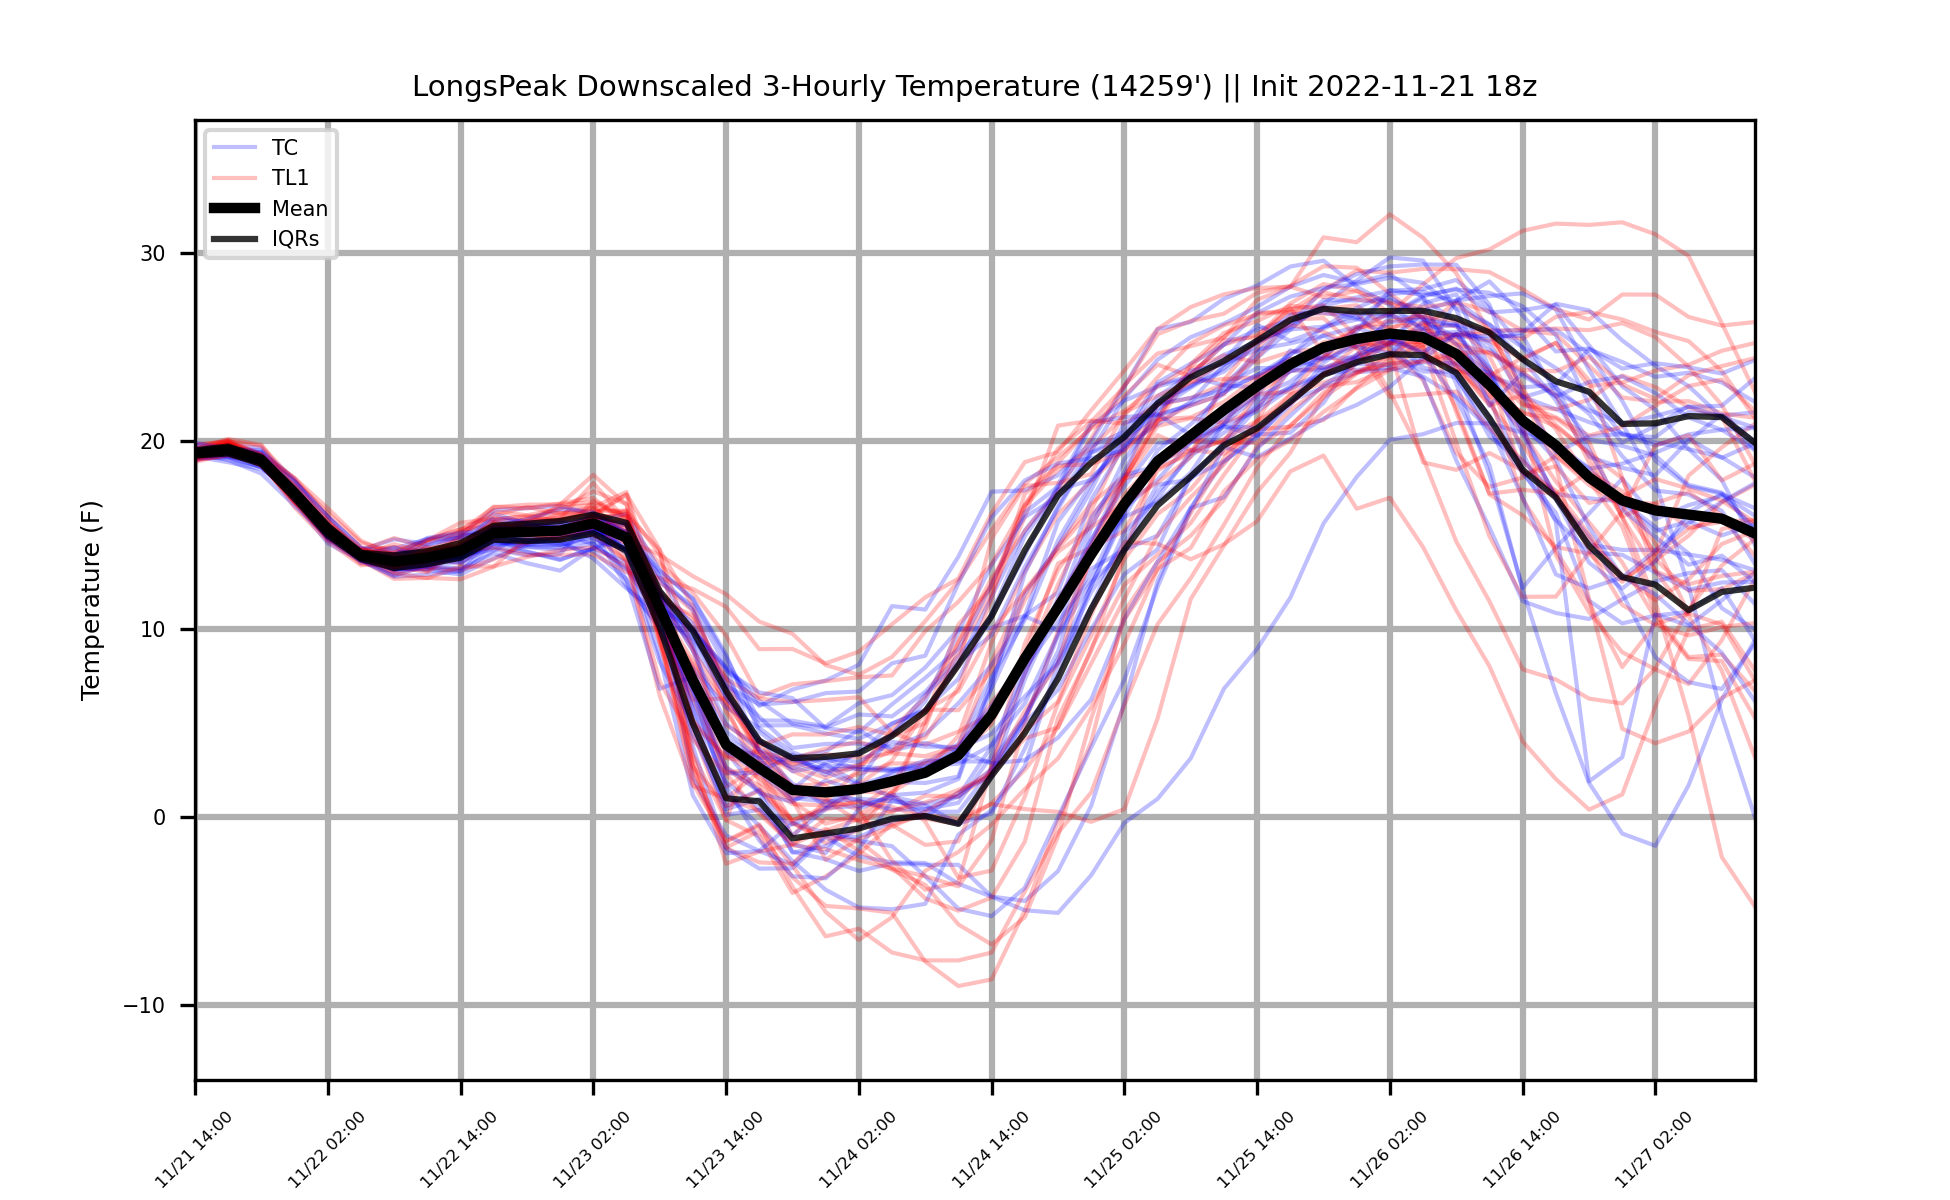 LongsPeak Downscaled 3-Hourly Temperature (14259') || Init 2022-11-21 18z
TC
TL1
Mean
IQRs
Temperature (F)
30
20
10
0
−10
11/21 14:00
11/22 02:00
11/22 14:00
11/23 02:00
11/23 14:00
11/24 02:00
11/24 14:00
11/25 02:00
11/25 14:00
11/26 02:00
11/26 14:00
11/27 02:00